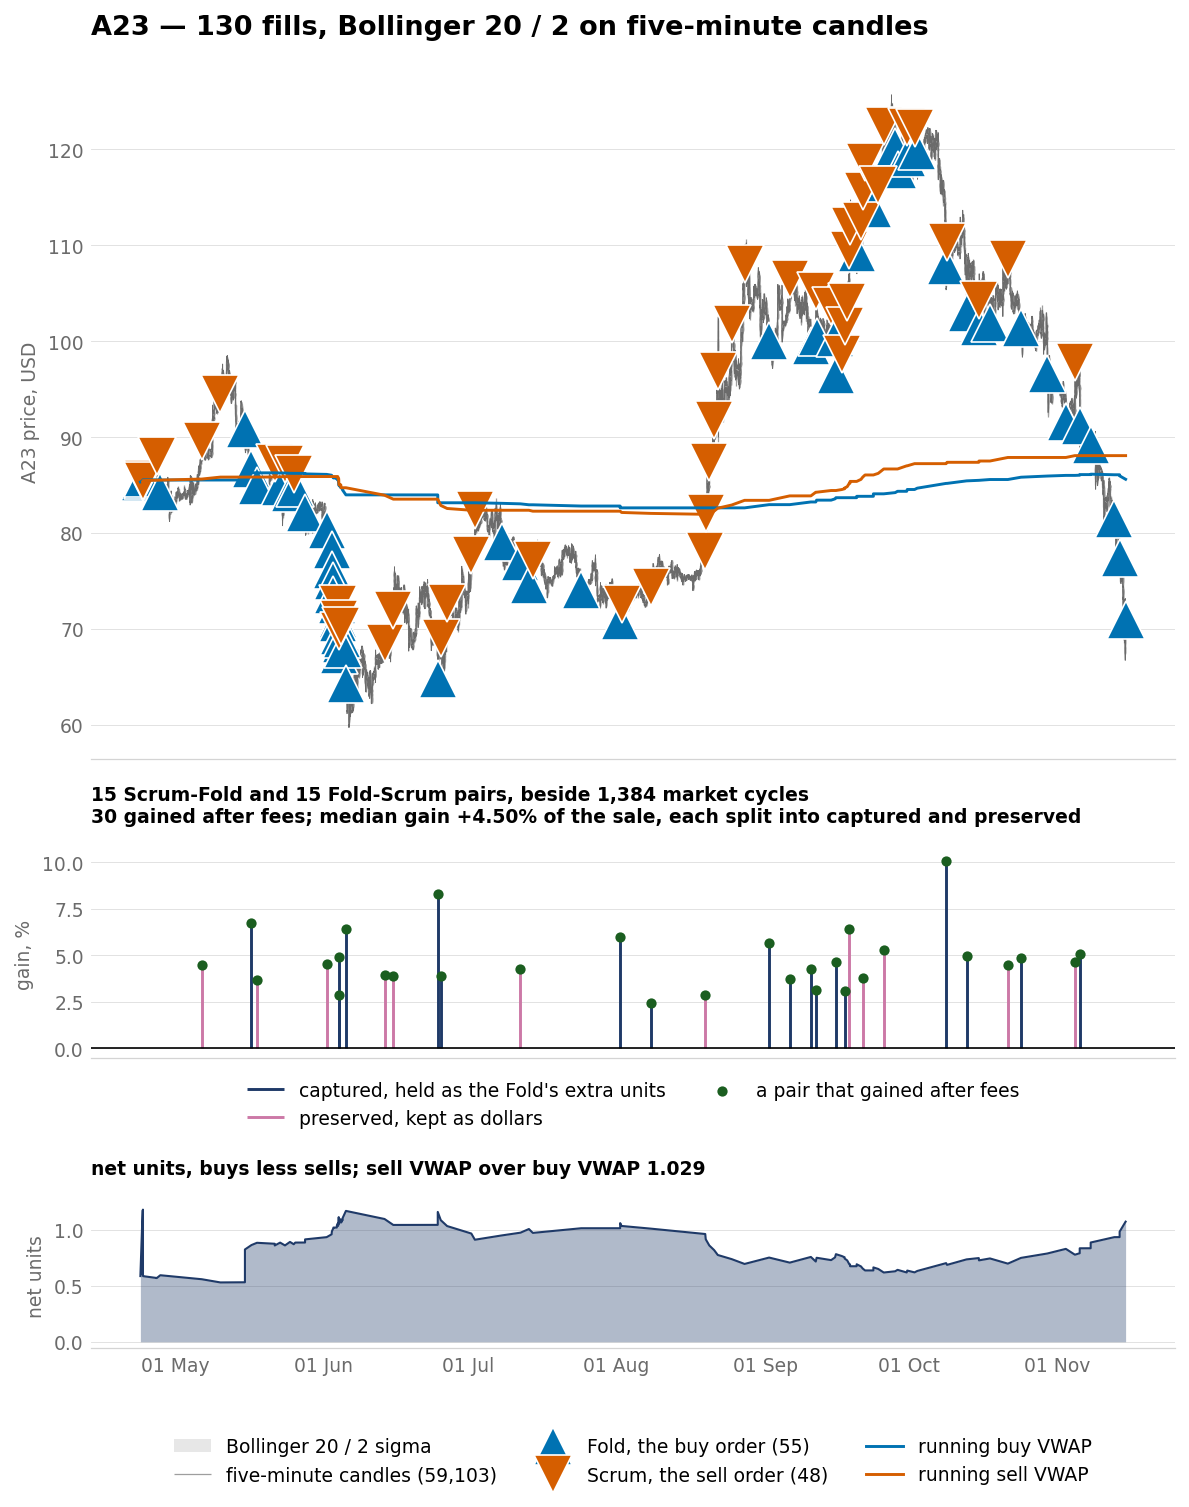 A23 — 130 fills, Bollinger 20 / 2 on five-minute candles
A23 price, USD
120
110
100
90
80
70
60
15 Scrum-Fold and 15 Fold-Scrum pairs, beside 1,384 market cycles
30 gained after fees; median gain +4.50% of the sale, each split into captured and preserved
gain, %
10.0
7.5
5.0
2.5
0.0
captured, held as the Fold's extra units
a pair that gained after fees
preserved, kept as dollars
net units, buys less sells; sell VWAP over buy VWAP 1.029
net units
1.0
0.5
0.0
01 May
01 Jun
01 Jul
01 Aug
01 Sep
01 Oct
01 Nov
Bollinger 20 / 2 sigma
Fold, the buy order (55)
running buy VWAP
five-minute candles (59,103)
Scrum, the sell order (48)
running sell VWAP